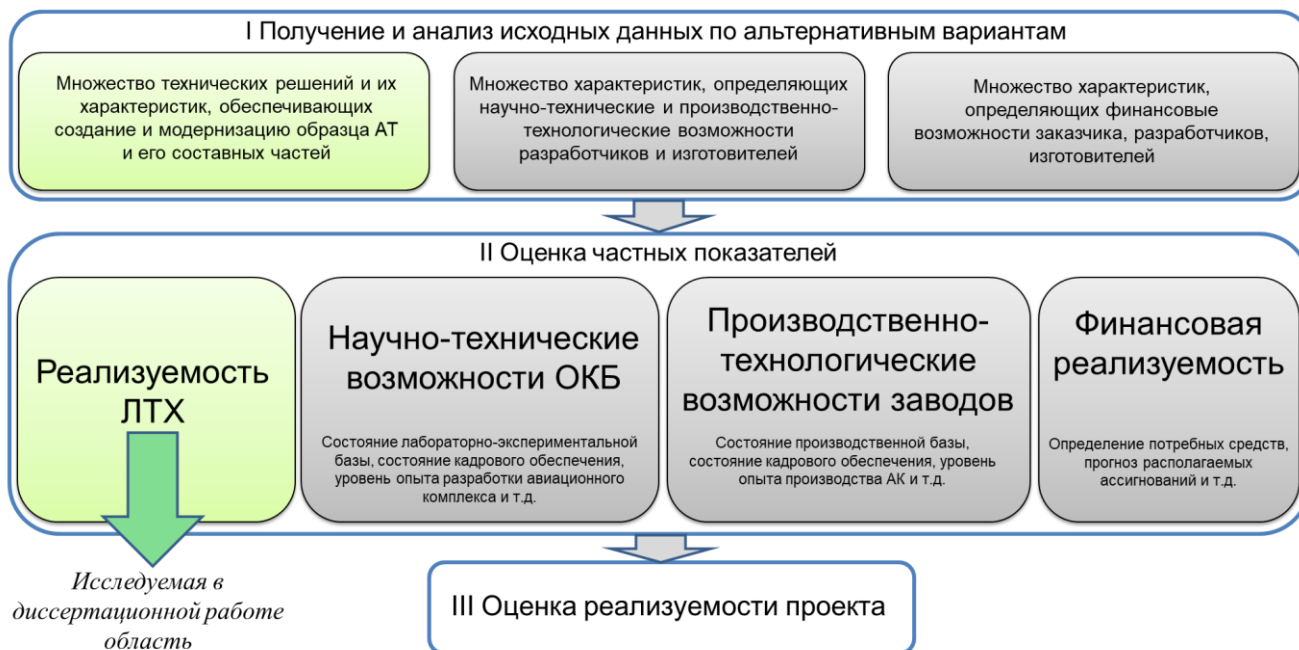 I Получение и анализ исходных данных по альтернативным вариантам
Множество технических решений и их
характеристик, обеспечивающих
создание и модернизацию образца АТ
и его составных частей
Множество характеристик, определяющих
научно-технические и производственно-
технологические возможности
разработчиков и изготовителей
Множество характеристик,
определяющих финансовые
возможности заказчика, разработчиков,
изготовителей
II Оценка частных показателей
Реализуемость
ЛТХ
Научно-технические
возможности ОКБ
Состояние лабораторно-экспериментальной
базы, состояние кадрового обеспечения,
уровень опыта разработки авиационного
комплекса и т.д.
Производственно-
технологические
возможности заводов
Состояние производственной базы,
состояние кадрового обеспечения, уровень
опыта производства АК и т.д.
Финансовая
реализуемость
Определение потребных средств,
прогноз располагаемых
ассигнований и т.д.
Исследуемая в
диссертационной работе
область
III Оценка реализуемости проекта